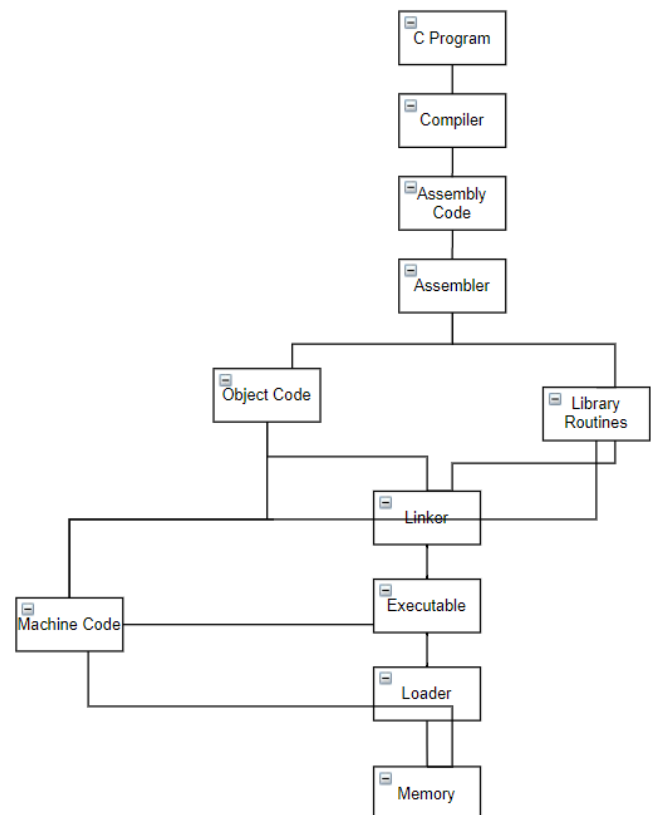 C Program
Compiler
Assembly
Code
Assembler
Object Code
Library
Routines
Linker
Executable
Machine Code
Loader
Memory